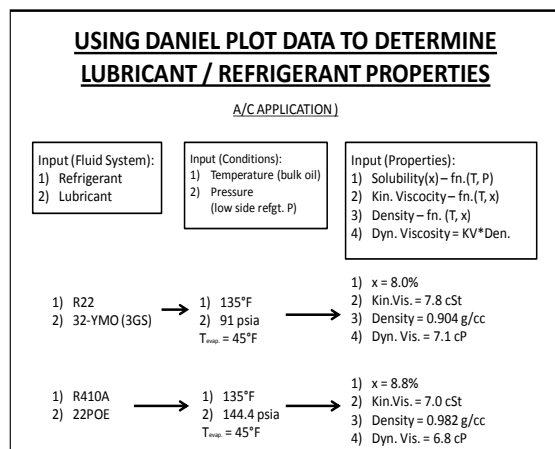 USING DANIEL PLOT DATA TO DETERMINE
LUBRICANT / REFRIGERANT PROPERTIES
A/C APPLICATION )
Input (Fluid System):
1) Refrigerant
2) Lubricant
Input (Conditions):
1) Temperature (bulk oil)
2) Pressure
(low side refgt. P)
Input (Properties):
1) Solubility(x) – fn.(T, P)
2) Kin. Viscocity – fn.(T, x)
3) Density – fn. (T, x)
4) Dyn. Viscosity = KV*Den.
1) R22
2) 32-YMO (3GS)
1) 135°F
2) 91 psia
Tevap. = 45°F
1) x = 8.0%
2) Kin.Vis. = 7.8 cSt
3) Density = 0.904 g/cc
4) Dyn. Vis. = 7.1 cP
1) R410A
2) 22POE
1) 135°F
2) 144.4 psia
Tevap. = 45°F
1) x = 8.8%
2) Kin.Vis. = 7.0 cSt
3) Density = 0.982 g/cc
4) Dyn. Vis. = 6.8 cP